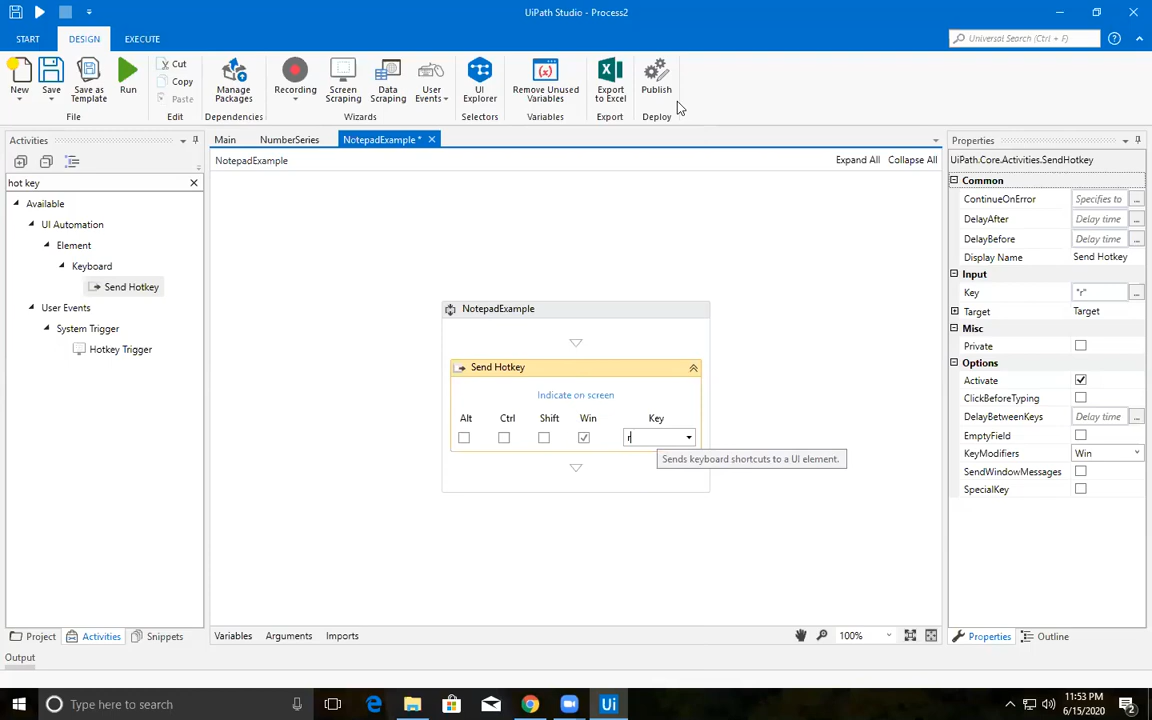 UiPath Studio - Process2
START DESIGN EXECUTE
Universal Search (Ctrl + F)
New
Save
Save as Template
Run
Cut
Copy
Paste
Manage Packages
Recording
Screen Scraping
Data Scraping
User Events
UI Explorer
Remove Unused Variables
Export to Excel
Publish
File Edit Dependencies Wizards Selectors Variables Export Deploy
Activities
hot key
Available
UI Automation
Element
Keyboard
Send Hotkey
User Events
System Trigger
Hotkey Trigger
Project Activities Snippets
Main NumberSeries NotepadExample *
NotepadExample
Expand All Collapse All
NotepadExample
Send Hotkey
Indicate on screen
Alt Ctrl Shift Win Key
r
Sends keyboard shortcuts to a UI element.
Variables Arguments Imports
100%
Properties
UiPath.Core.Activities.SendHotkey
Common
ContinueOnError Specifies to ...
DelayAfter Delay time ...
DelayBefore Delay time ...
Display Name Send Hotkey
Input
Key "r" ...
Target Target
Misc
Private
Options
Activate
ClickBeforeTyping
DelayBetweenKeys Delay time ...
EmptyField
KeyModifiers Win
SendWindowMessages
SpecialKey
Properties Outline
Output
Type here to search
Ui
11:53 PM
6/15/2020
2